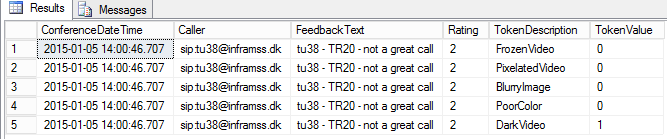 Results Messages
ConferenceDateTime Caller FeedbackText Rating TokenDescription TokenValue
1 2015-01-05 14:00:46.707 sip:tu38@inframss.dk tu38 - TR20 - not a great call 2 FrozenVideo 0
2 2015-01-05 14:00:46.707 sip:tu38@inframss.dk tu38 - TR20 - not a great call 2 PixelatedVideo 0
3 2015-01-05 14:00:46.707 sip:tu38@inframss.dk tu38 - TR20 - not a great call 2 BlurryImage 0
4 2015-01-05 14:00:46.707 sip:tu38@inframss.dk tu38 - TR20 - not a great call 2 PoorColor 0
5 2015-01-05 14:00:46.707 sip:tu38@inframss.dk tu38 - TR20 - not a great call 2 DarkVideo 1